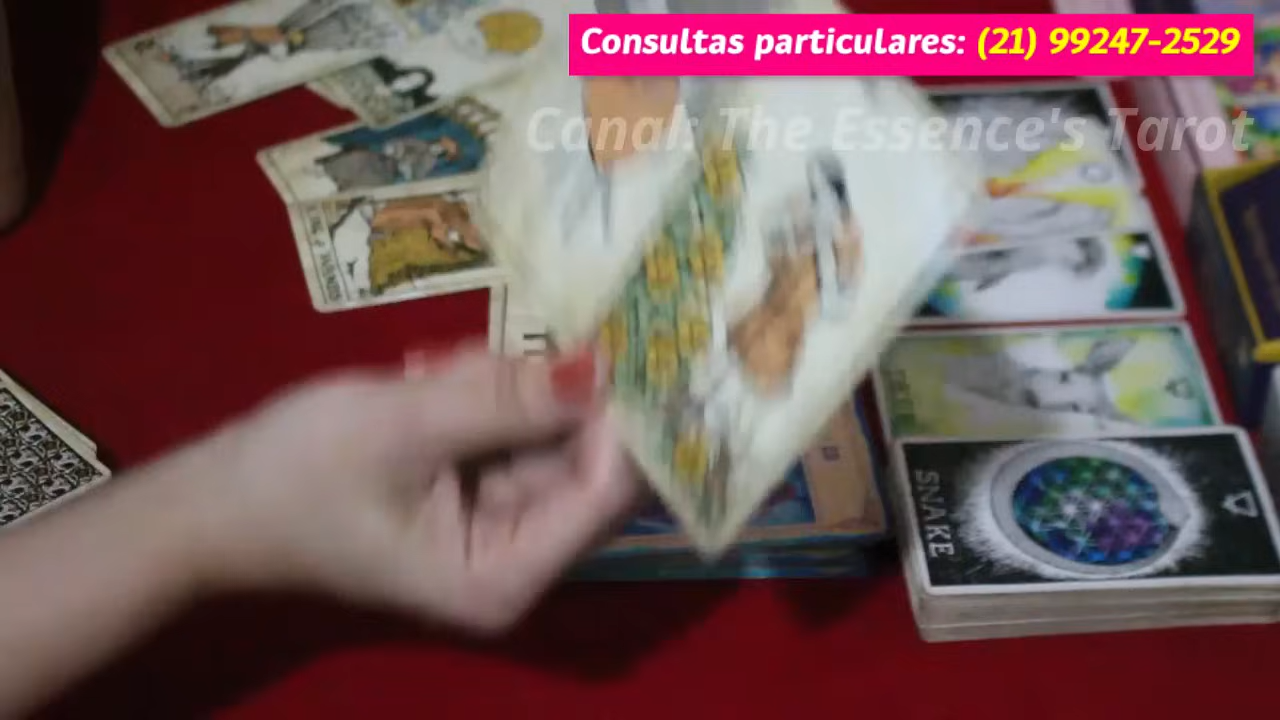 Consultas particulares: (21) 99247-2529
Canal: The Essence's Tarot
SNAKE